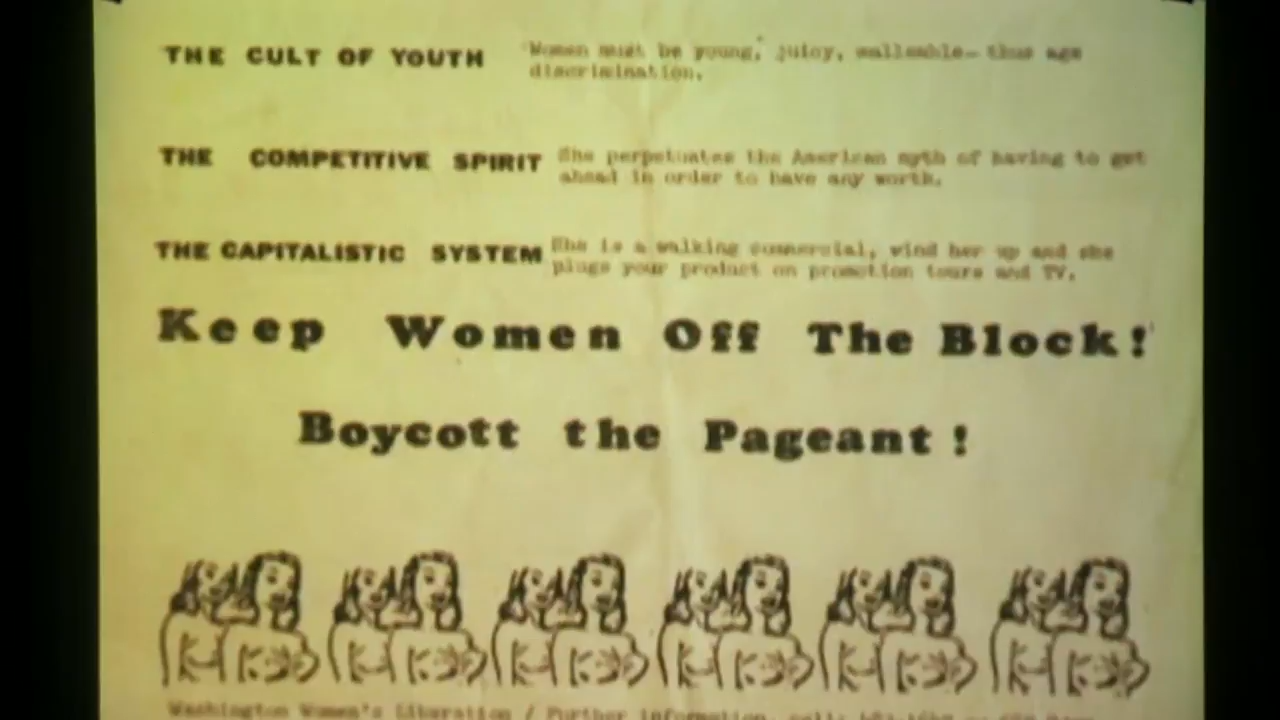 THE CULT OF YOUTH Women must be young, juicy, malleable- thus age
discrimination.
THE COMPETITIVE SPIRIT She perpetuates the American myth of having to get
ahead in order to have any worth.
THE CAPITALISTIC SYSTEM She is a walking commercial, wind her up and she
plugs your product on promotion tours and TV.
Keep Women Off The Block!
Boycott the Pageant!
Washington Women's Liberation / Further information, call: